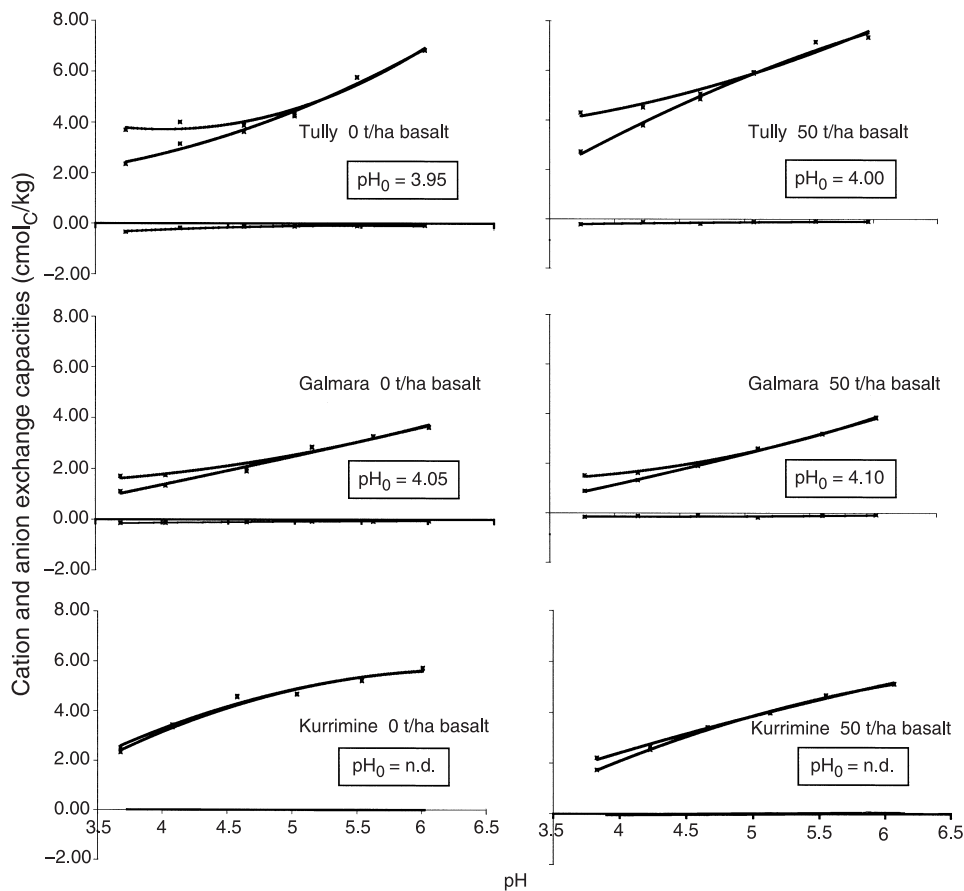 Cation and anion exchange capacities (cmolC/kg)
8.00
6.00
4.00
2.00
0.00
–2.00
Tully 0 t/ha basalt
pH0 = 3.95
Tully 50 t/ha basalt
pH0 = 4.00
8.00
6.00
4.00
2.00
0.00
–2.00
Galmara 0 t/ha basalt
pH0 = 4.05
Galmara 50 t/ha basalt
pH0 = 4.10
8.00
6.00
4.00
2.00
0.00
–2.00
Kurrimine 0 t/ha basalt
pH0 = n.d.
3.5 4 4.5 5 5.5 6 6.5
Kurrimine 50 t/ha basalt
pH0 = n.d.
3.5 4 4.5 5 5.5 6 6.5
pH